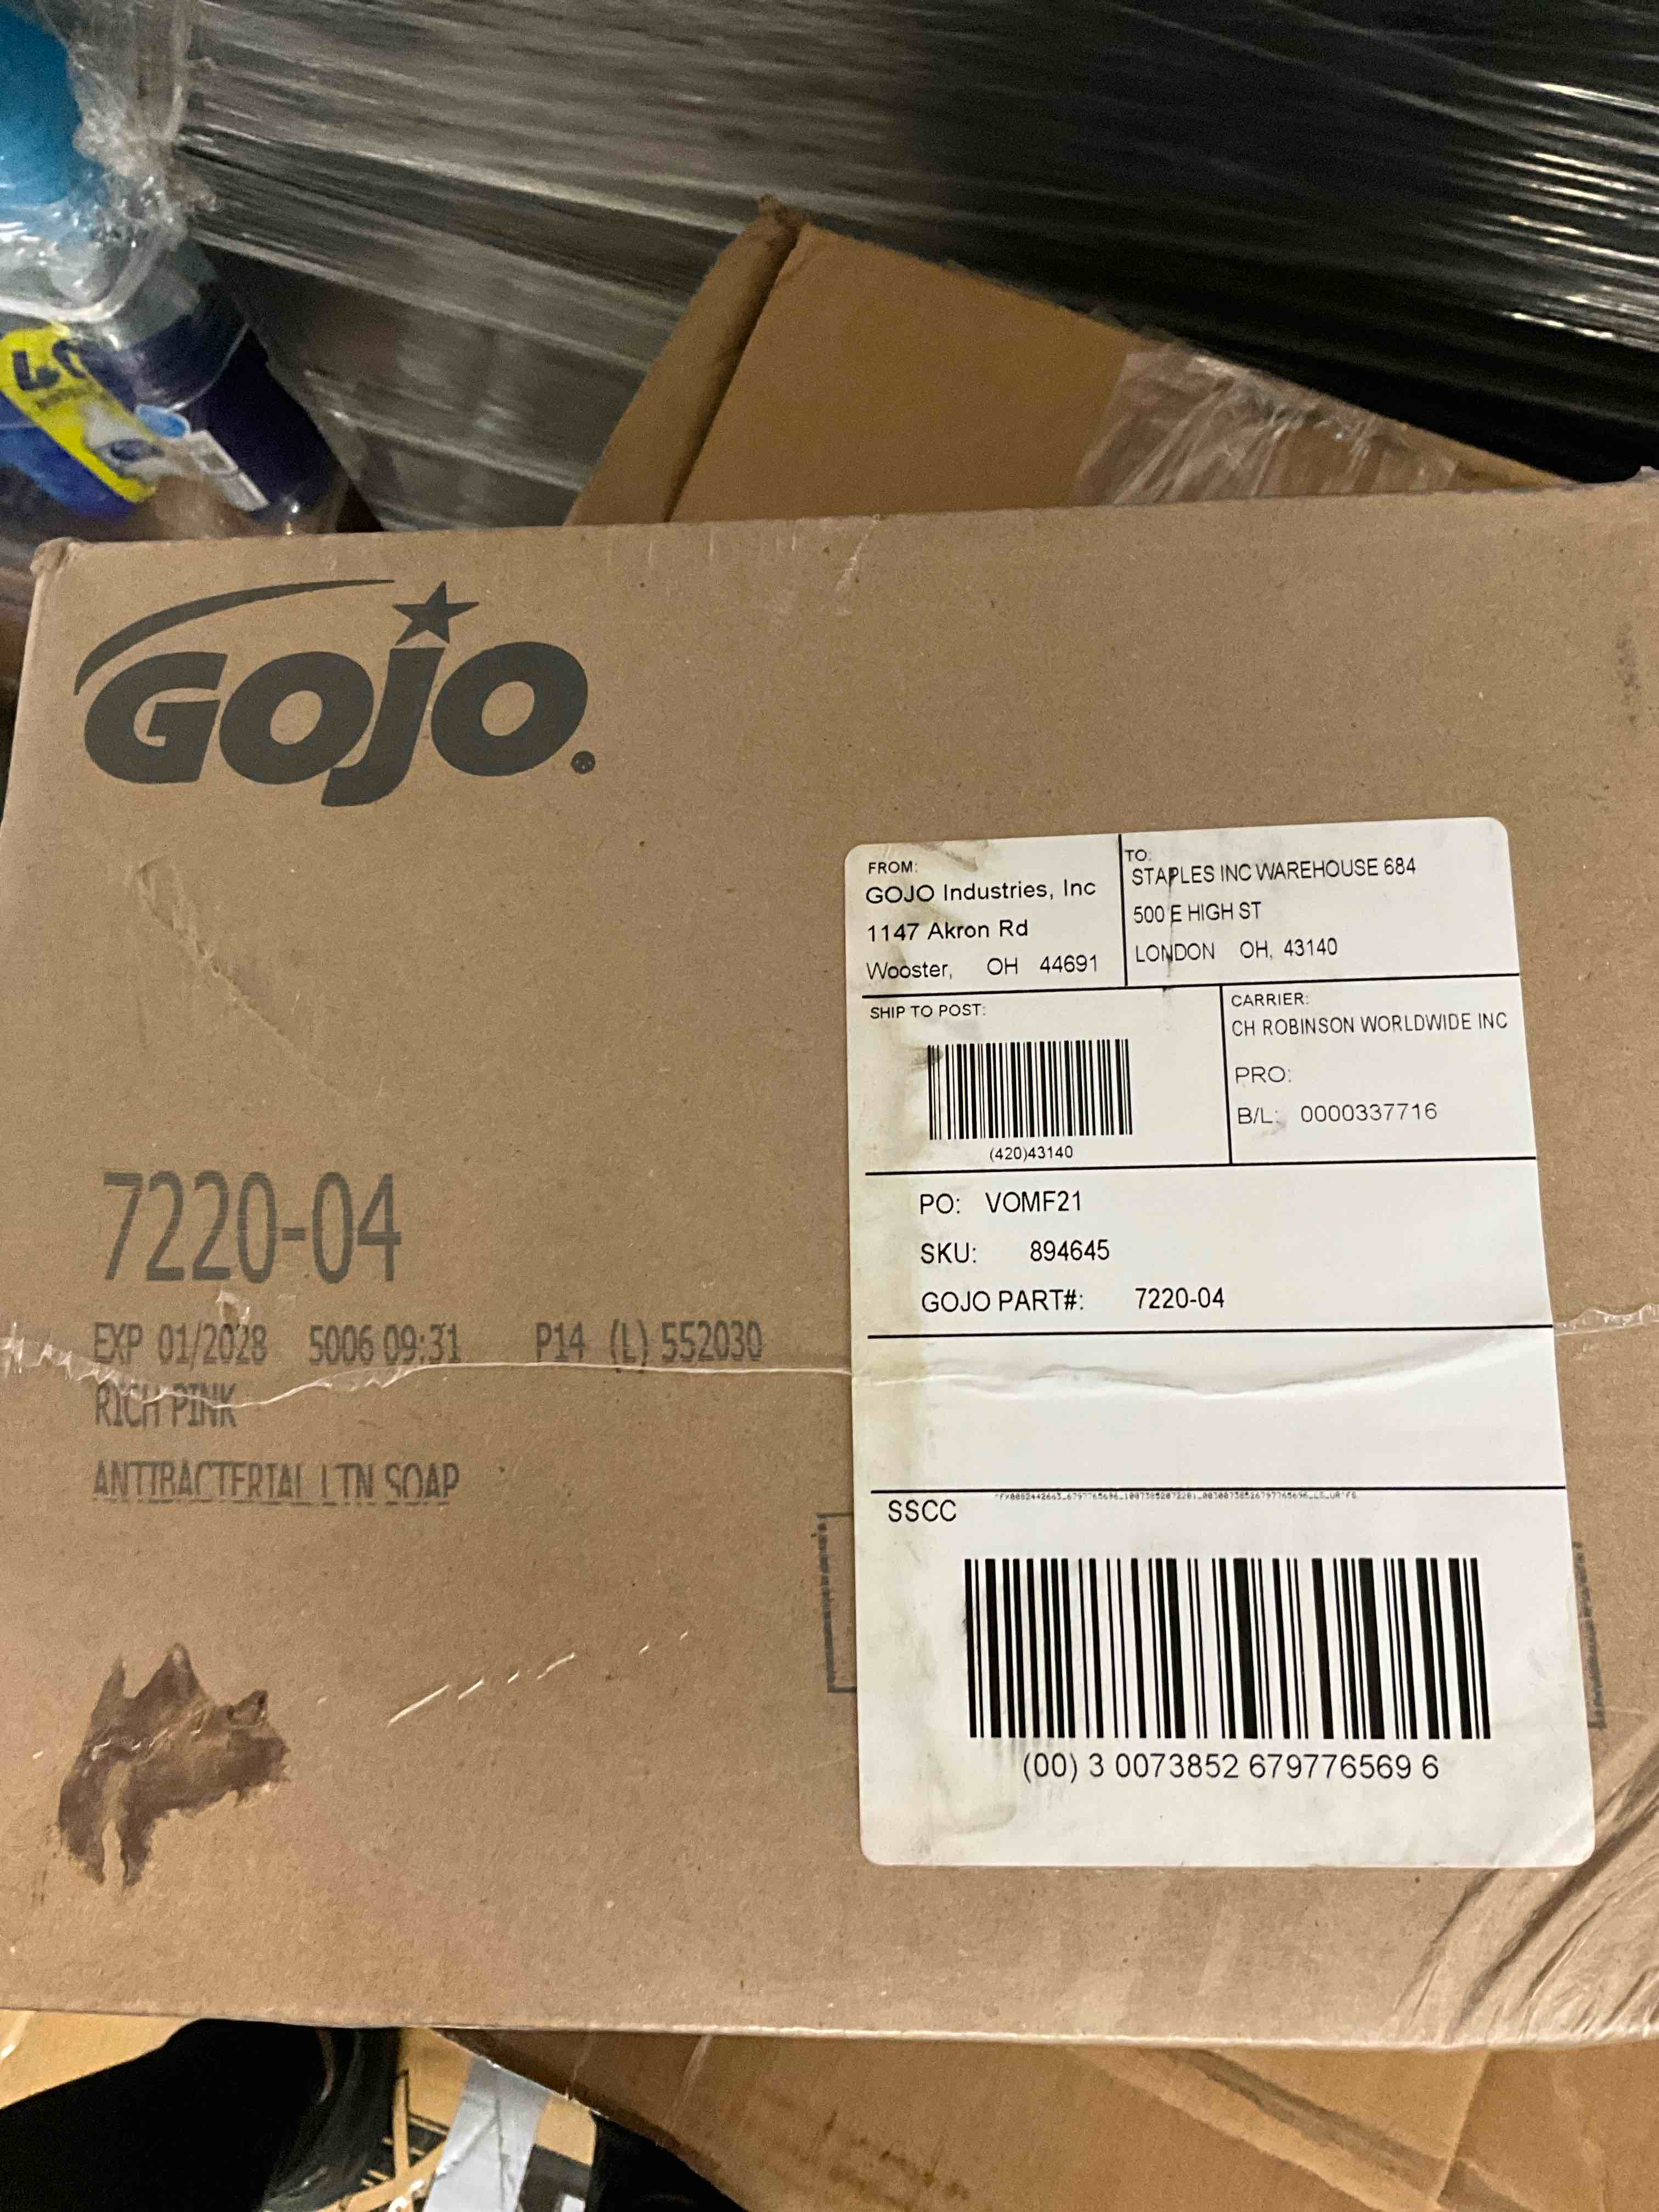 GOJO®
FROM:
GOJO Industries, Inc
1147 Akron Rd
Wooster, OH 44691
TO:
STAPLES INC WAREHOUSE 684
500 E HIGH ST
LONDON OH, 43140
SHIP TO POST:
(420)43140
CARRIER:
CH ROBINSON WORLDWIDE INC
PRO:
B/L: 0000337716
PO: VOMF21
SKU: 894645
GOJO PART#: 7220-04
7220-04
EXP 01/2028 5006 09:31 P14 (L) 552030
RICH PINK
ANTIBACTERIAL LTN SOAP
SSCC
(00) 3 0073852 679776569 6